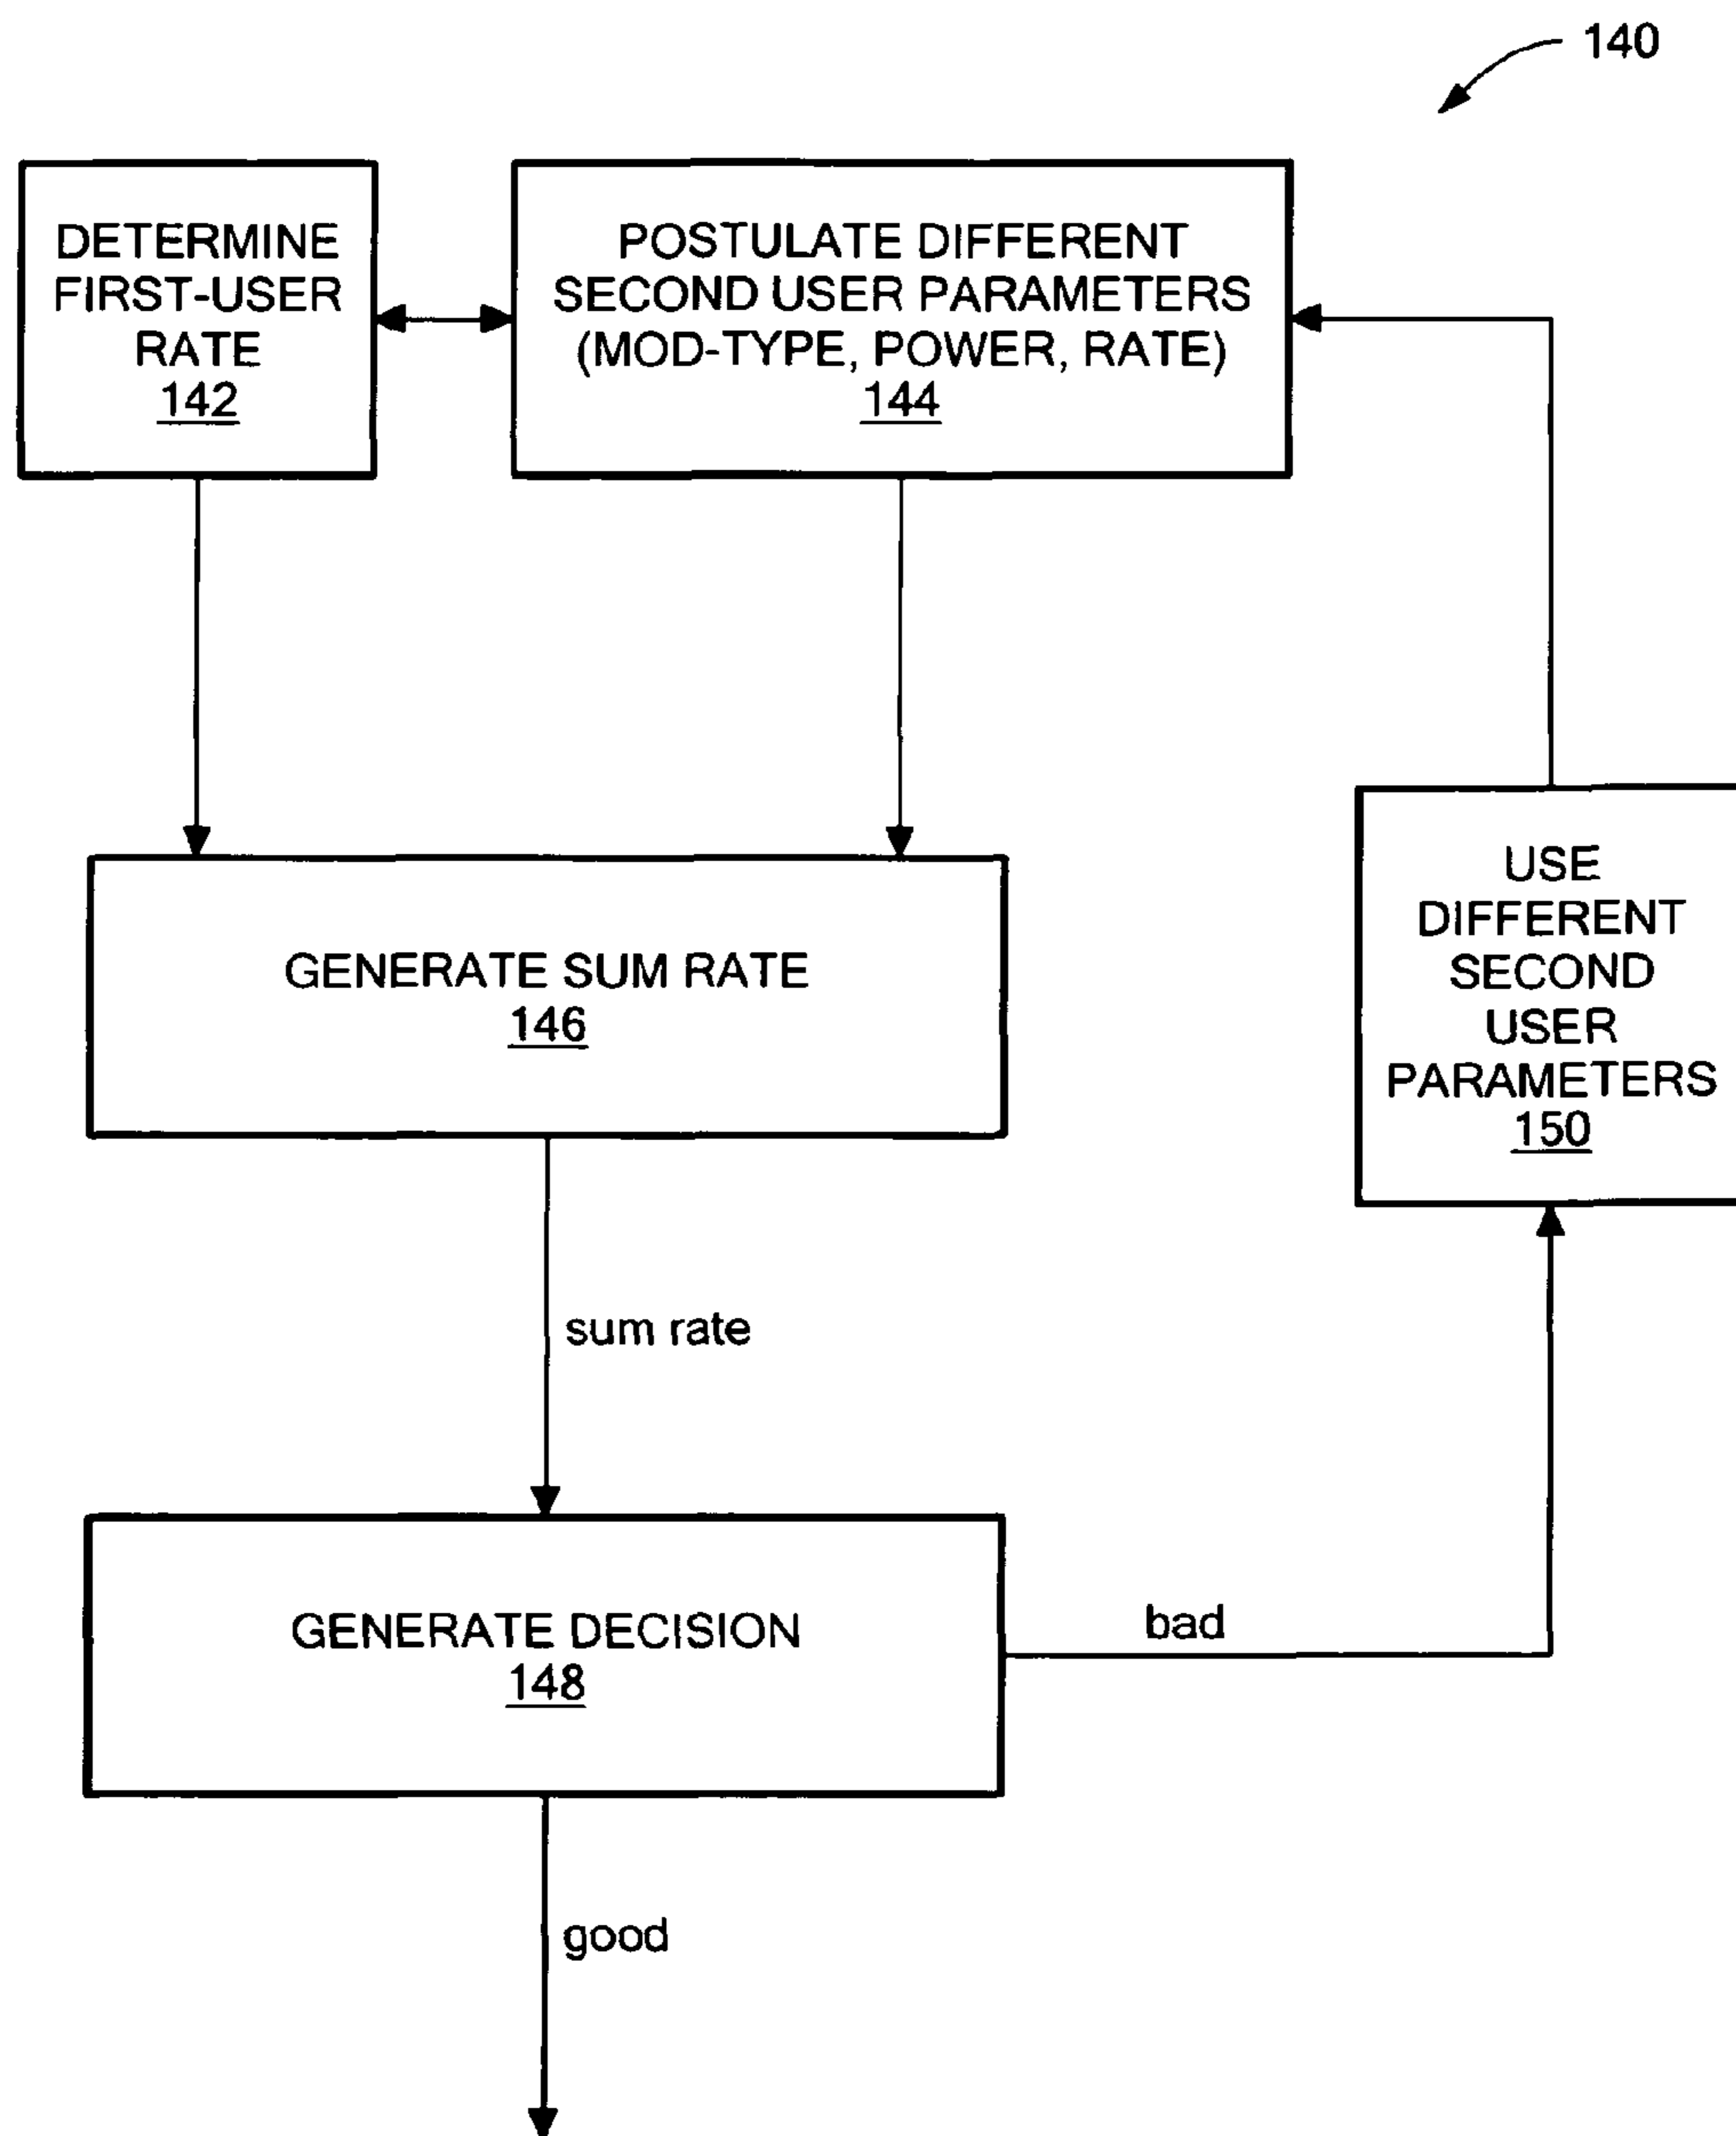 140
DETERMINE
FIRST-USER
RATE
142
POSTULATE DIFFERENT
SECOND USER PARAMETERS
(MOD-TYPE, POWER, RATE)
144
GENERATE SUM RATE
146
USE
DIFFERENT
SECOND
USER
PARAMETERS
150
sum rate
GENERATE DECISION
148
bad
good